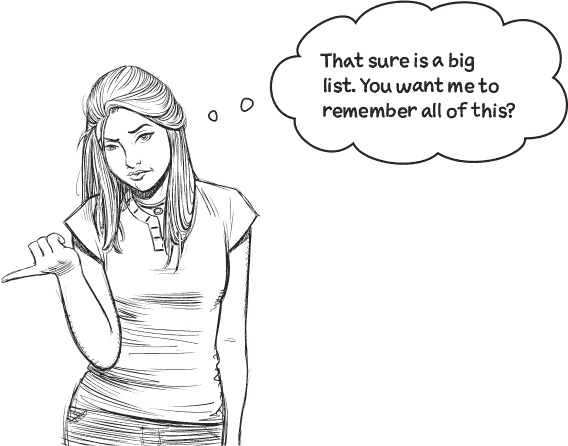 That sure is a big
list. You want me to
remember all of this?